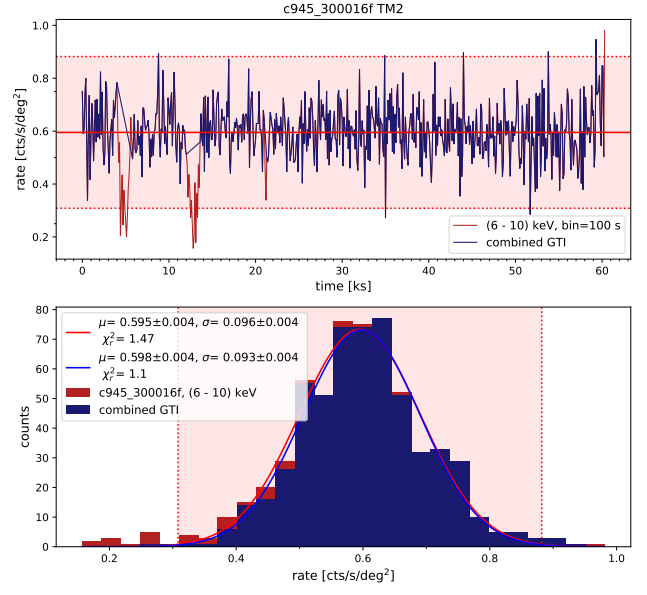 c945_300016f TM2
1.0
0.8
0.6
0.4
0.2
rate [cts/s/deg²]
(6 - 10) keV, bin=100 s
combined GTI
0 10 20 30 40 50 60
time [ks]
80
70
60
50
40
30
20
10
0
counts
μ= 0.595±0.004, σ= 0.096±0.004
χ²ᵣ= 1.47
μ= 0.598±0.004, σ= 0.093±0.004
χ²ᵣ= 1.1
c945_300016f, (6 - 10) keV
combined GTI
0.2 0.4 0.6 0.8 1.0
rate [cts/s/deg²]